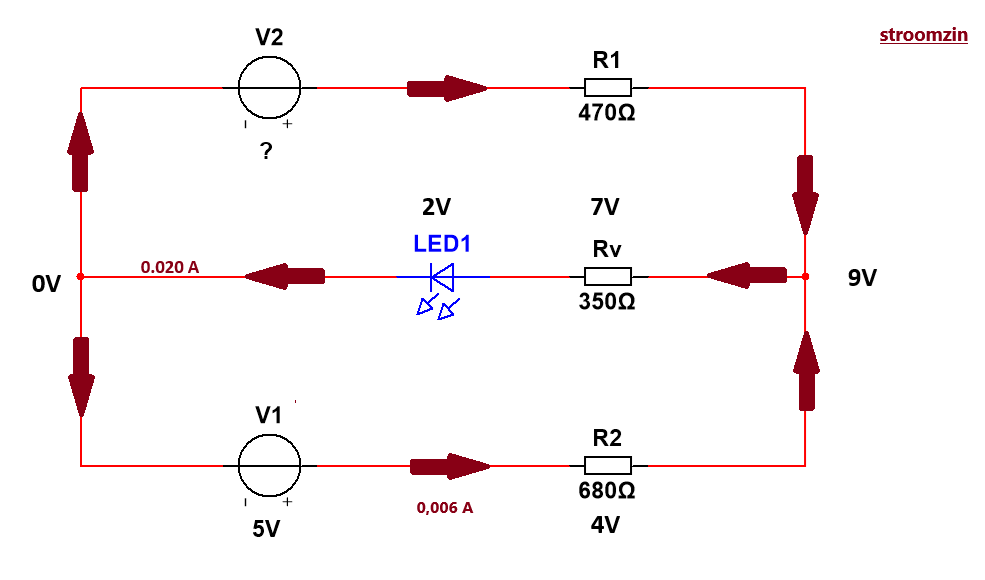 stroomzin
V2
R1
470Ω
- +
?
2V
7V
LED1
Rv
0.020 A
0V
9V
350Ω
V1
R2
- +
680Ω
0,006 A
5V
4V